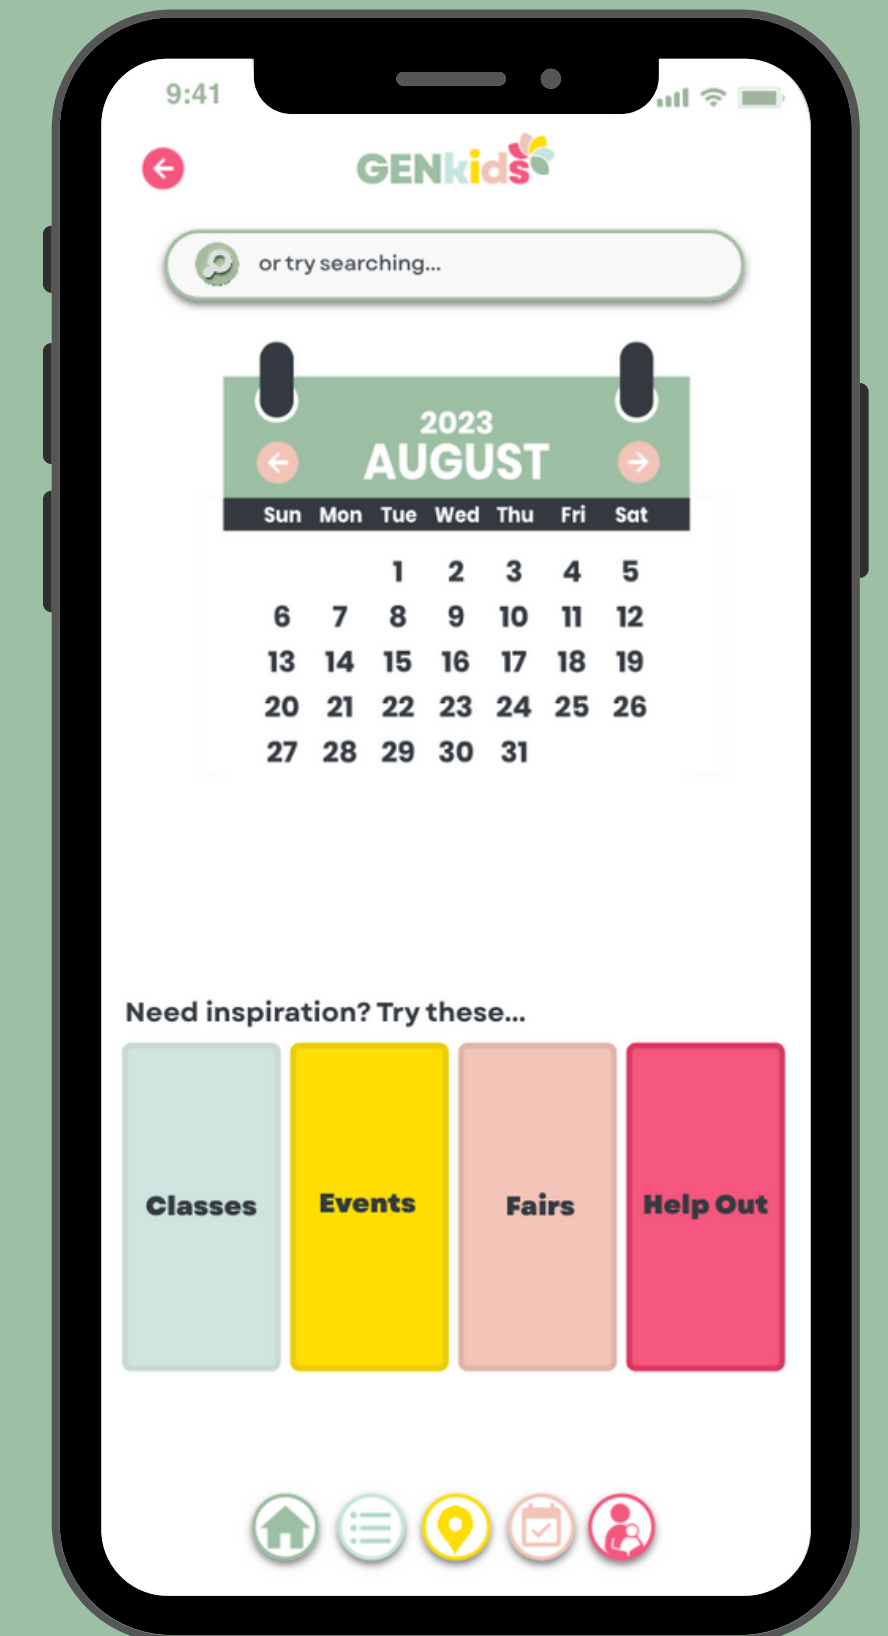 9:41
GENkids
or try searching...
2023
AUGUST
Sun Mon Tue Wed Thu Fri Sat
1 2 3 4 5
6 7 8 9 10 11 12
13 14 15 16 17 18 19
20 21 22 23 24 25 26
27 28 29 30 31
Need inspiration? Try these...
Classes Events Fairs Help Out